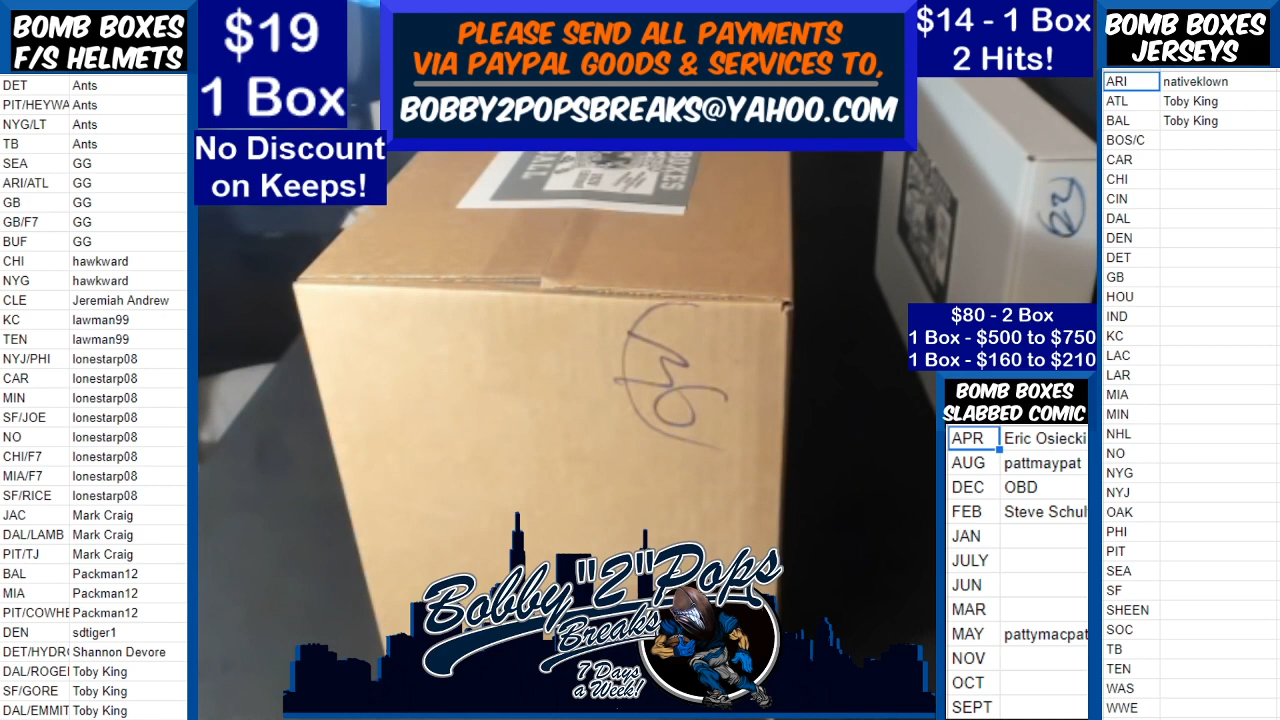 BOMB BOXES
F/S HELMETS
DET Ants
PIT/HEYWA Ants
NYG/LT Ants
TB Ants
SEA GG
ARI/ATL GG
GB GG
GB/F7 GG
BUF GG
CHI hawkward
NYG hawkward
CLE Jeremiah Andrew
KC lawman99
TEN lawman99
NYJ/PHI lonestarp08
CAR lonestarp08
MIN lonestarp08
SF/JOE lonestarp08
NO lonestarp08
CHI/F7 lonestarp08
MIA/F7 lonestarp08
SF/RICE lonestarp08
JAC Mark Craig
DAL/LAMB Mark Craig
PIT/TJ Mark Craig
BAL Packman12
MIA Packman12
PIT/COWHE Packman12
DEN sdtiger1
DET/HYDR Shannon Devore
DAL/ROGE Toby King
SF/GORE Toby King
DAL/EMMIT Toby King
$19
1 Box
No Discount
on Keeps!
PLEASE SEND ALL PAYMENTS
VIA PAYPAL GOODS & SERVICES TO,
BOBBY2POPSBREAKS@YAHOO.COM
BOXES
Bobby "2" Pops
Breaks
7 Days
a Week!
$14 - 1 Box
2 Hits!
$80 - 2 Box
1 Box - $500 to $750
1 Box - $160 to $210
BOMB BOXES
SLABBED COMIC
APR Eric Osiecki
AUG pattmaypat
DEC OBD
FEB Steve Schul
JAN
JULY
JUN
MAR
MAY pattymacpat
NOV
OCT
SEPT
BOMB BOXES
JERSEYS
ARI nativeklown
ATL Toby King
BAL Toby King
BOS/C
CAR
CHI
CIN
DAL
DEN
DET
GB
HOU
IND
KC
LAC
LAR
MIA
MIN
NHL
NO
NYG
NYJ
OAK
PHI
PIT
SEA
SF
SHEEN
SOC
TB
TEN
WAS
WWE